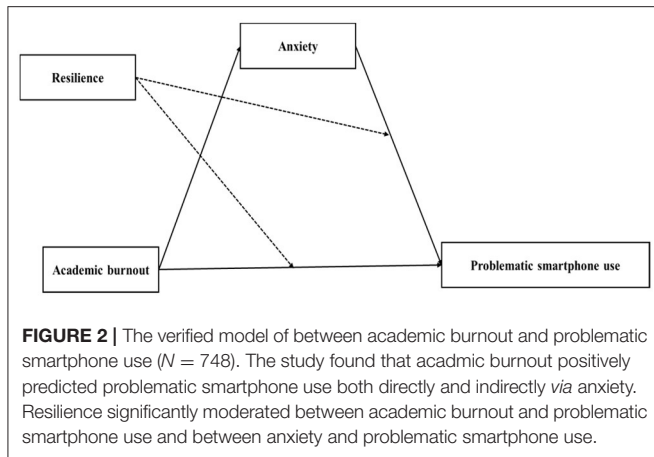 Anxiety
Resilience
Academic burnout
Problematic smartphone use
FIGURE 2 | The verified model of between academic burnout and problematic
smartphone use (N = 748). The study found that acadmic burnout positively
predicted problematic smartphone use both directly and indirectly via anxiety.
Resilience significantly moderated between academic burnout and problematic
smartphone use and between anxiety and problematic smartphone use.